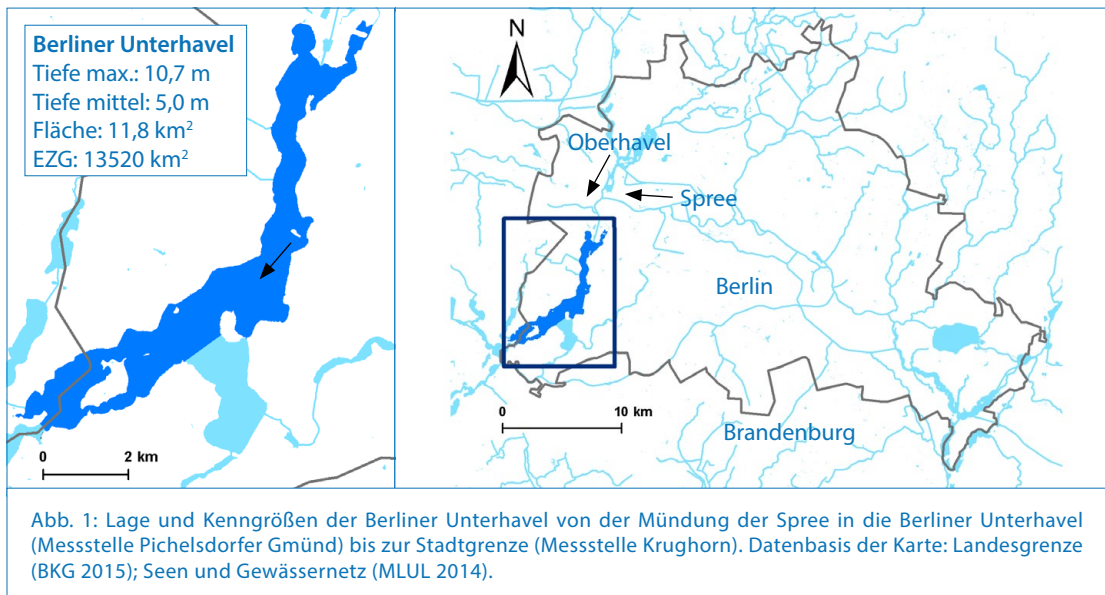 Berliner Unterhavel
Tiefe max.: 10,7 m
Tiefe mittel: 5,0 m
Fläche: 11,8 km²
EZG: 13520 km²
0 2 km
N
Oberhavel
Spree
Berlin
0 10 km
Brandenburg
Abb. 1: Lage und Kenngrößen der Berliner Unterhavel von der Mündung der Spree in die Berliner Unterhavel
(Messstelle Pichelsdorfer Gmünd) bis zur Stadtgrenze (Messstelle Krughorn). Datenbasis der Karte: Landesgrenze
(BKG 2015); Seen und Gewässernetz (MLUL 2014).